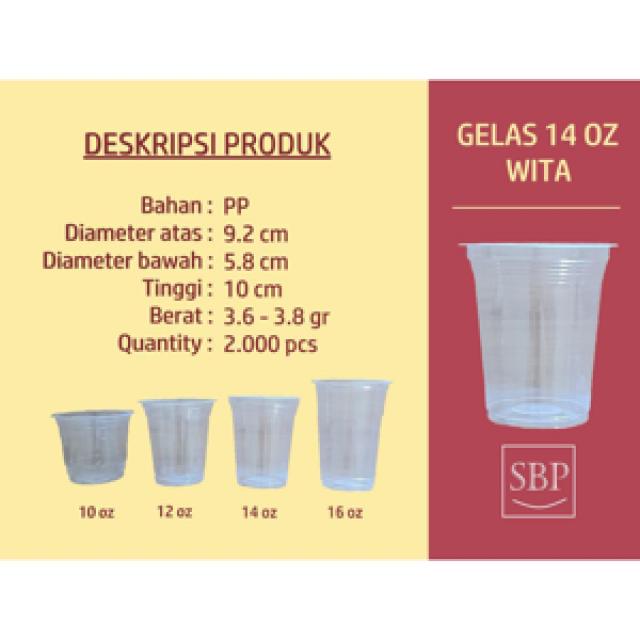 DESKRIPSI PRODUK
Bahan : PP
Diameter atas : 9.2 cm
Diameter bawah : 5.8 cm
Tinggi : 10 cm
Berat : 3.6 - 3.8 gr
Quantity : 2.000 pcs
10 oz
12 oz
14 oz
16 oz
GELAS 14 OZ
WITA
SBP